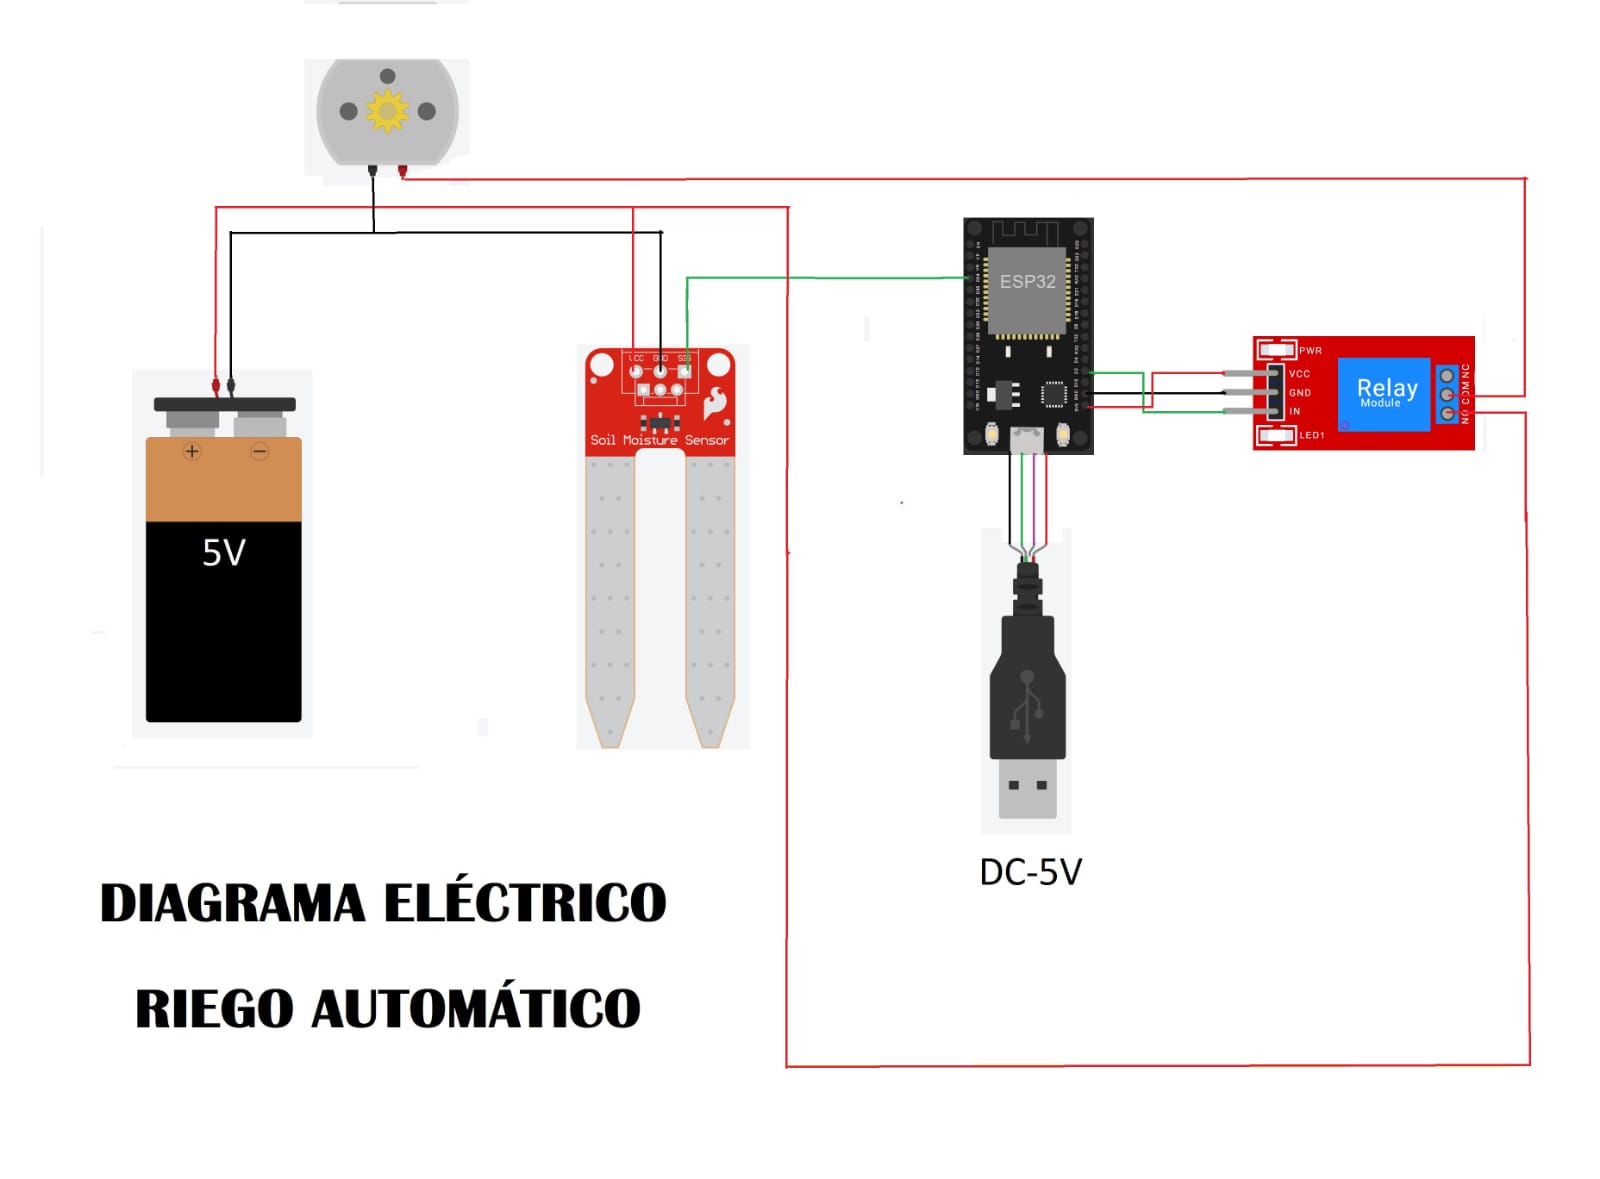 ESP32
PWR
VCC
GND
IN
LED1
Relay
Module
NC
COM
NO
VCC GND SIG
Soil Moisture Sensor
+ −
5V
DC-5V
DIAGRAMA ELÉCTRICO
RIEGO AUTOMÁTICO